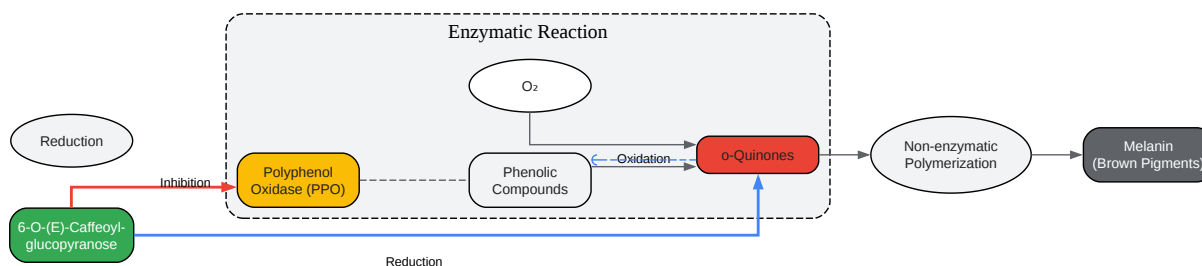 Enzymatic Reaction
O₂
Reduction
Non-enzymatic
Polymerization
Melanin
(Brown Pigments)
o-Quinones
Oxidation
Polyphenol
Oxidase (PPO)
Phenolic
Compounds
Inhibition
6-O-(E)-Caffeoyl-
glucopyranose
Reduction